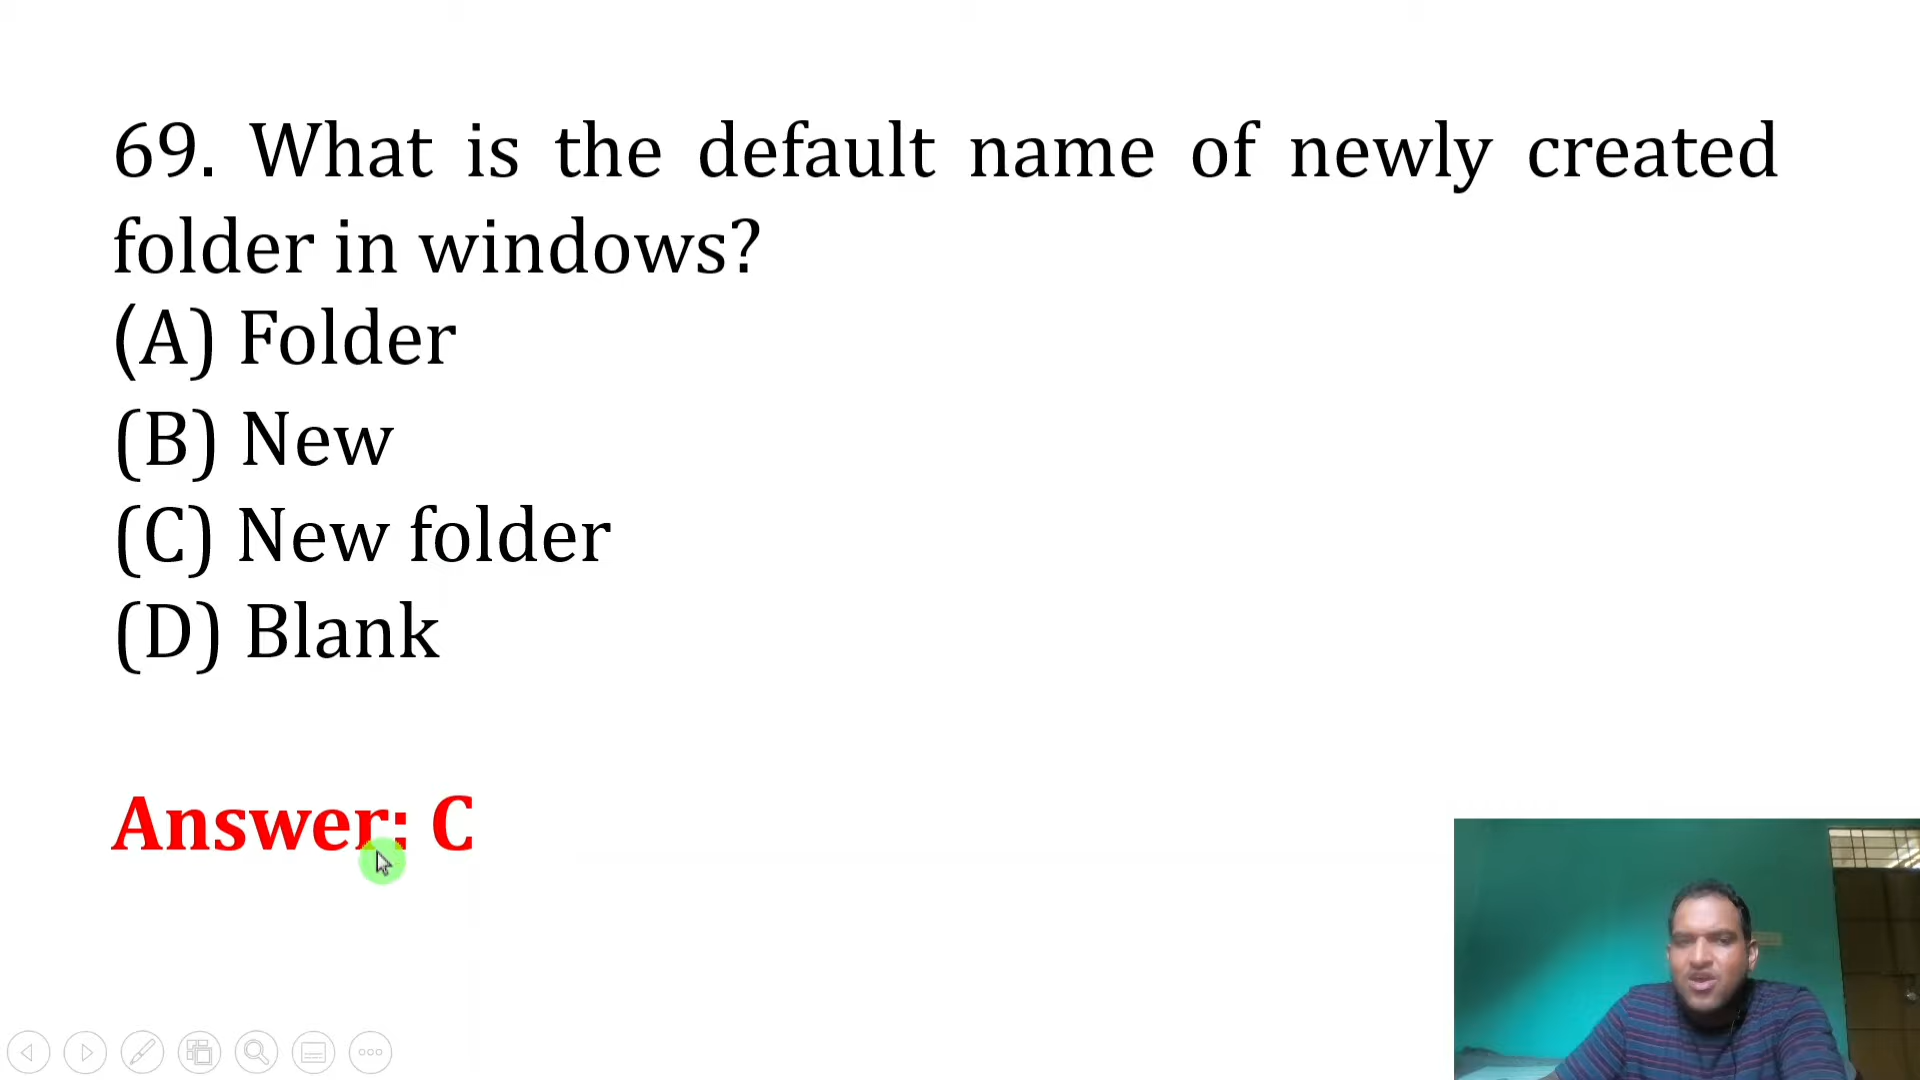 69. What is the default name of newly created
folder in windows?
(A) Folder
(B) New
(C) New folder
(D) Blank
Answer: C